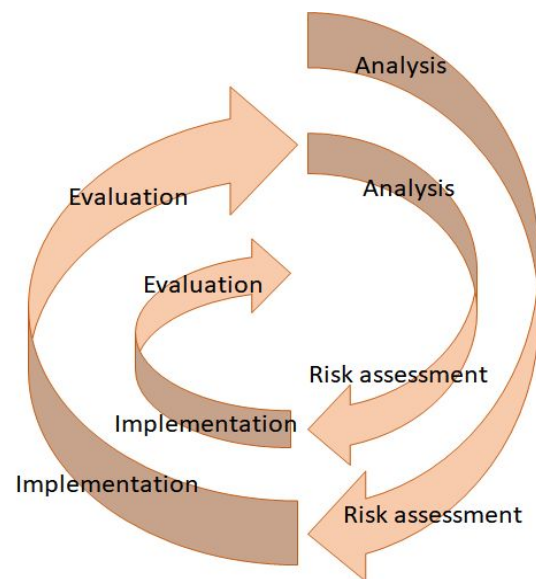 Analysis
Analysis
Evaluation
Evaluation
Risk assessment
Implementation
Implementation
Risk assessment